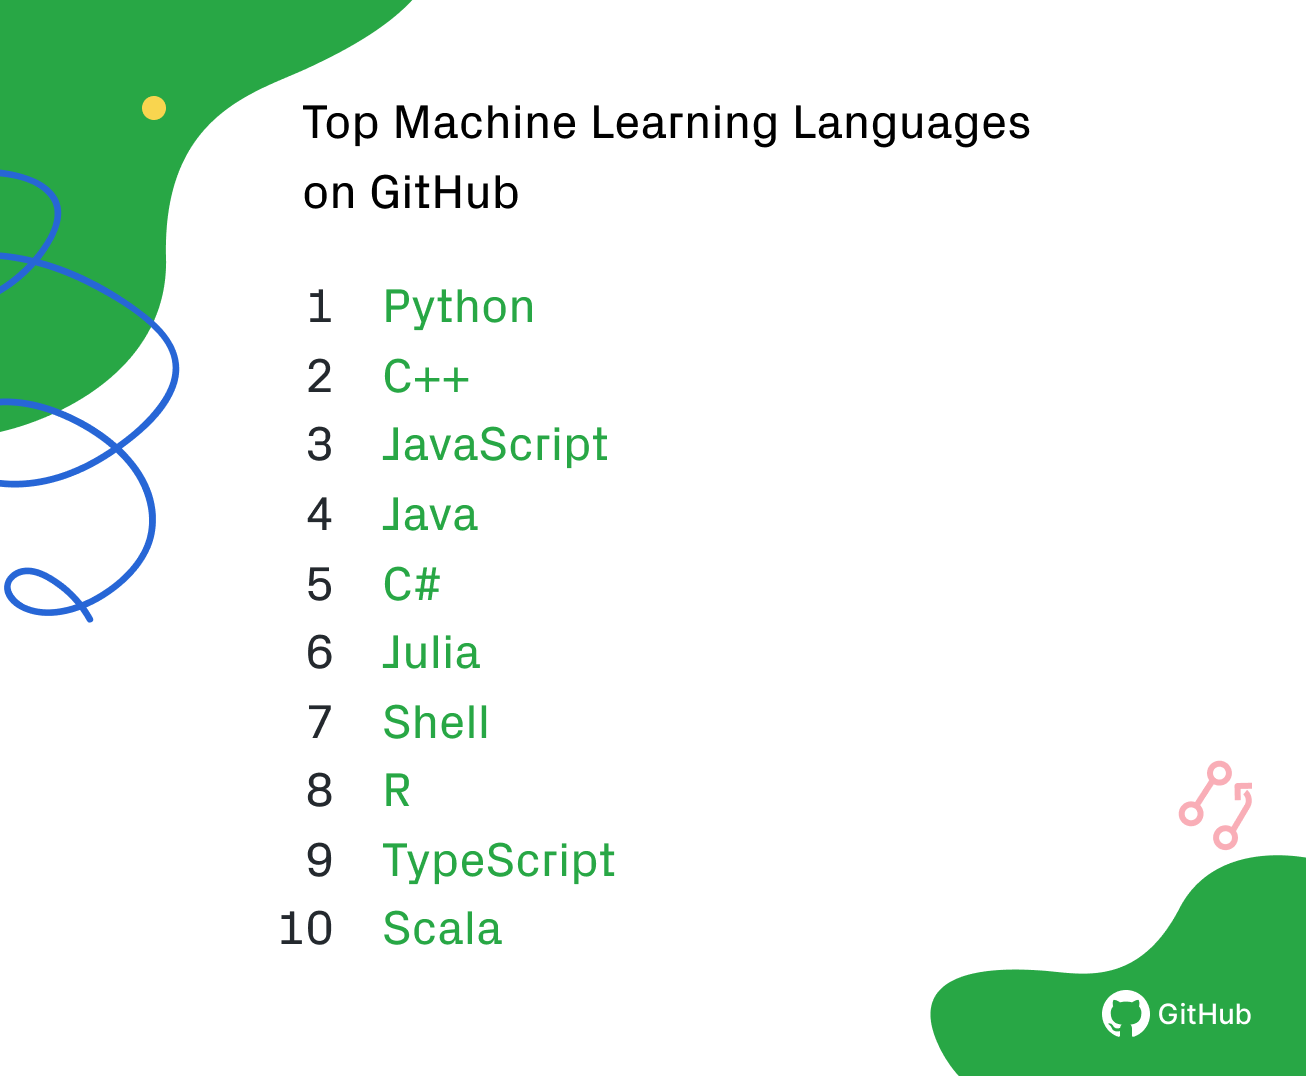 Top Machine Learning Languages
on GitHub
1 Python
2 C++
3 JavaScript
4 Java
5 C#
6 Julia
7 Shell
8 R
9 TypeScript
10 Scala
GitHub